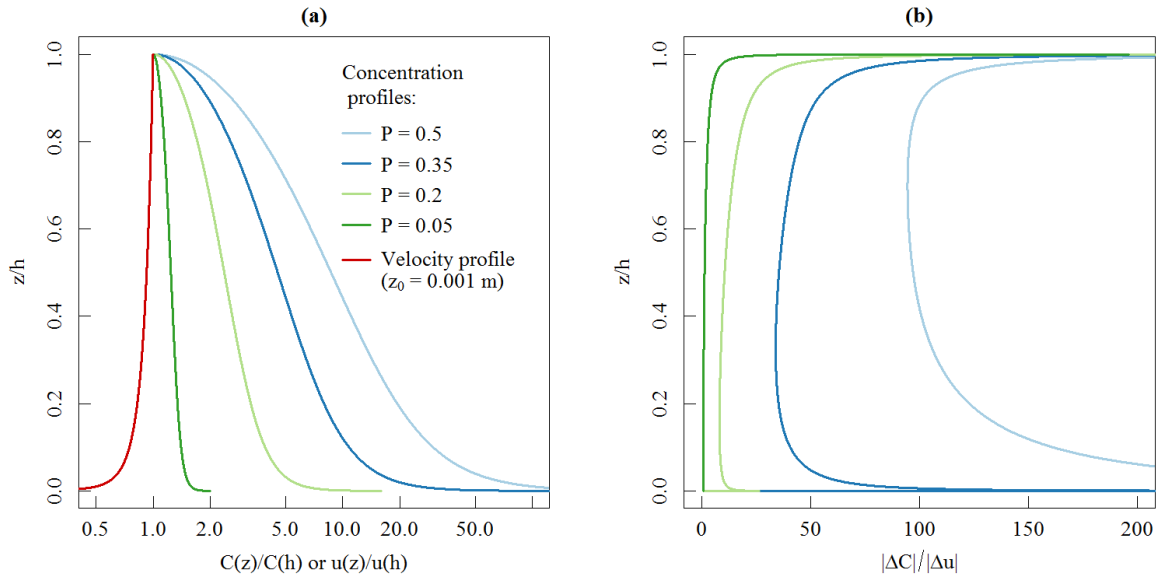 (a)
z/h
1.0
0.8
0.6
0.4
0.2
0.0
Concentration
profiles:
P = 0.5
P = 0.35
P = 0.2
P = 0.05
Velocity profile
(z₀ = 0.001 m)
0.5 1.0 2.0 5.0 10.0 20.0 50.0
C(z)/C(h) or u(z)/u(h)
(b)
z/h
1.0
0.8
0.6
0.4
0.2
0.0
0 50 100 150 200
|ΔC|/|Δu|